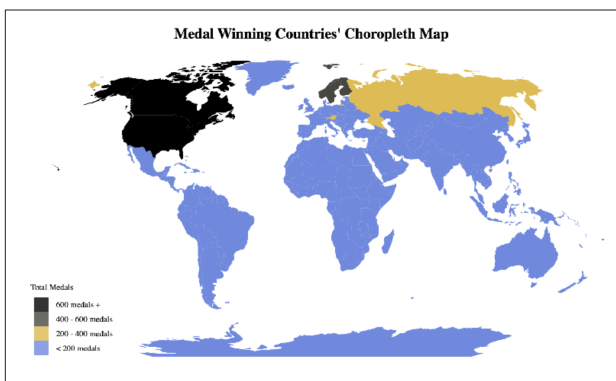 Medal Winning Countries' Choropleth Map
Total Medals
600 medals +
400 - 600 medals
200 - 400 medals
< 200 medals